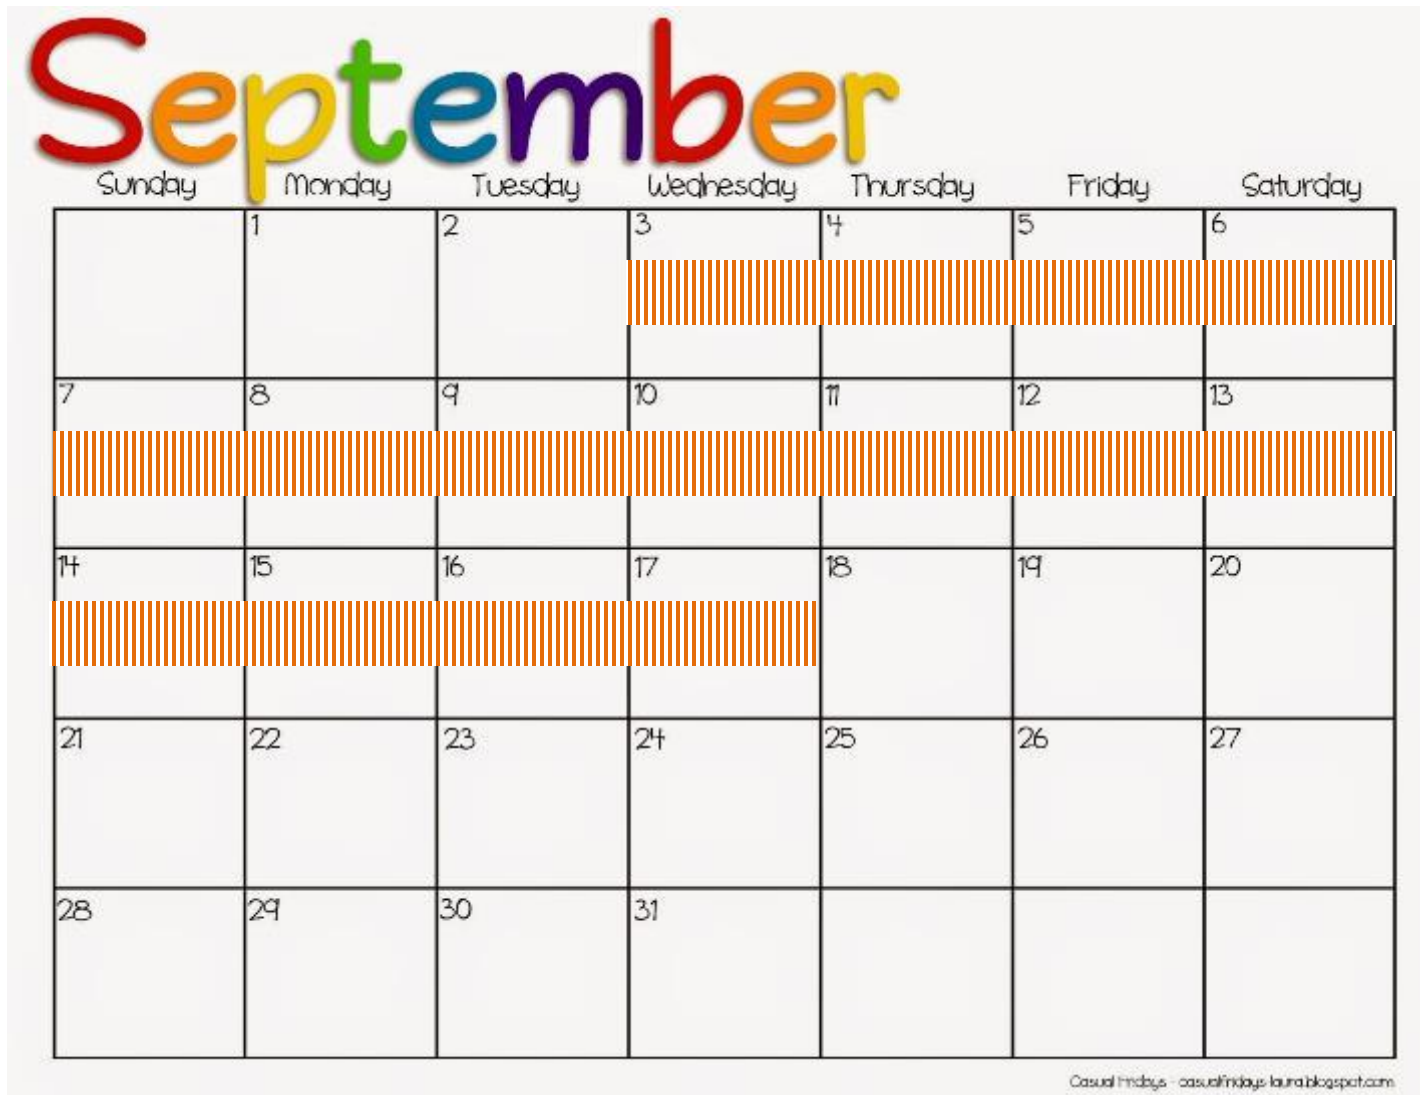 September
Sunday Monday Tuesday Wednesday Thursday Friday Saturday
1 2 3 4 5 6
7 8 9 10 11 12 13
14 15 16 17 18 19 20
21 22 23 24 25 26 27
28 29 30 31
Casual Fridays - casualfridays-laura.blogspot.com